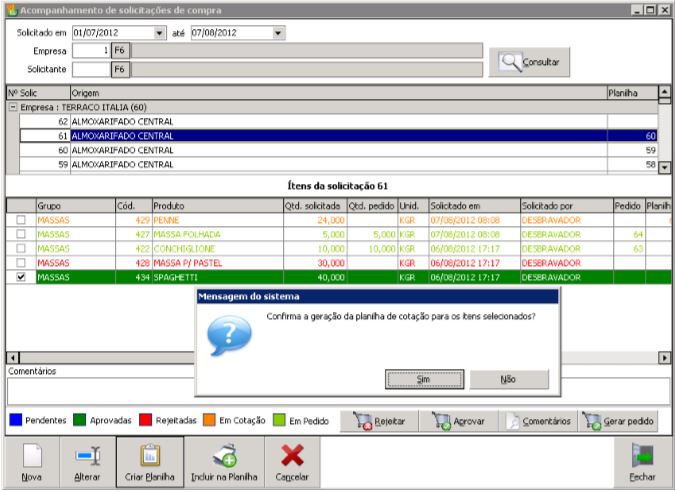 Acompanhamento de solicitações de compra
Solicitado em 01/07/2012 até 07/08/2012
Empresa 1 F6
Solicitante F6
Consultar
Nº Solic Origem Planilha
Empresa : TERRACO ITALIA (60)
62 ALMOXARIFADO CENTRAL
61 ALMOXARIFADO CENTRAL 60
60 ALMOXARIFADO CENTRAL 59
59 ALMOXARIFADO CENTRAL 58
Ítens da solicitação 61
Grupo Cód. Produto Qtd. solicitada Qtd. pedido Unid. Solicitado em Solicitado por Pedido Planilh
MASSAS 429 PENNE 24,000 KGR 07/08/2012 08:08 DESBRAVADOR 6
MASSAS 427 MASSA FOLHADA 5,000 5,000 KGR 07/08/2012 08:08 DESBRAVADOR 64
MASSAS 422 CONCHIGLIONE 10,000 10,000 KGR 06/08/2012 17:17 DESBRAVADOR 63
MASSAS 428 MASSA P/ PASTEL 30,000 KGR 06/08/2012 17:17 DESBRAVADOR
MASSAS 434 SPAGHETTI 40,000 KGR 06/08/2012 17:17 DESBRAVADOR
Mensagem do sistema
Confirma a geração da planilha de cotação para os ítens selecionados?
Sim Não
Comentários
Pendentes Aprovadas Rejeitadas Em Cotação Em Pedido Rejeitar Aprovar Comentários Gerar pedido
Nova Alterar Criar Planilha Incluir na Planilha Cancelar Fechar